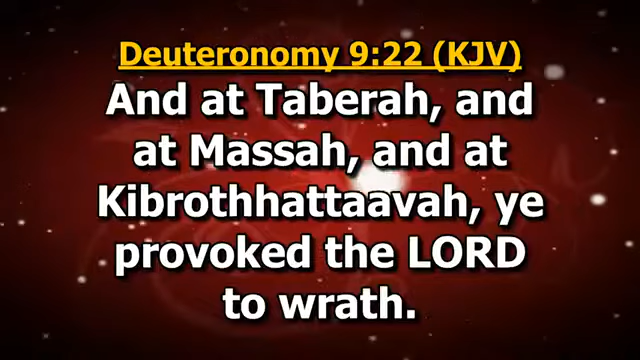 Deuteronomy 9:22 (KJV)
And at Taberah, and
at Massah, and at
Kibrothhattaavah, ye
provoked the LORD
to wrath.